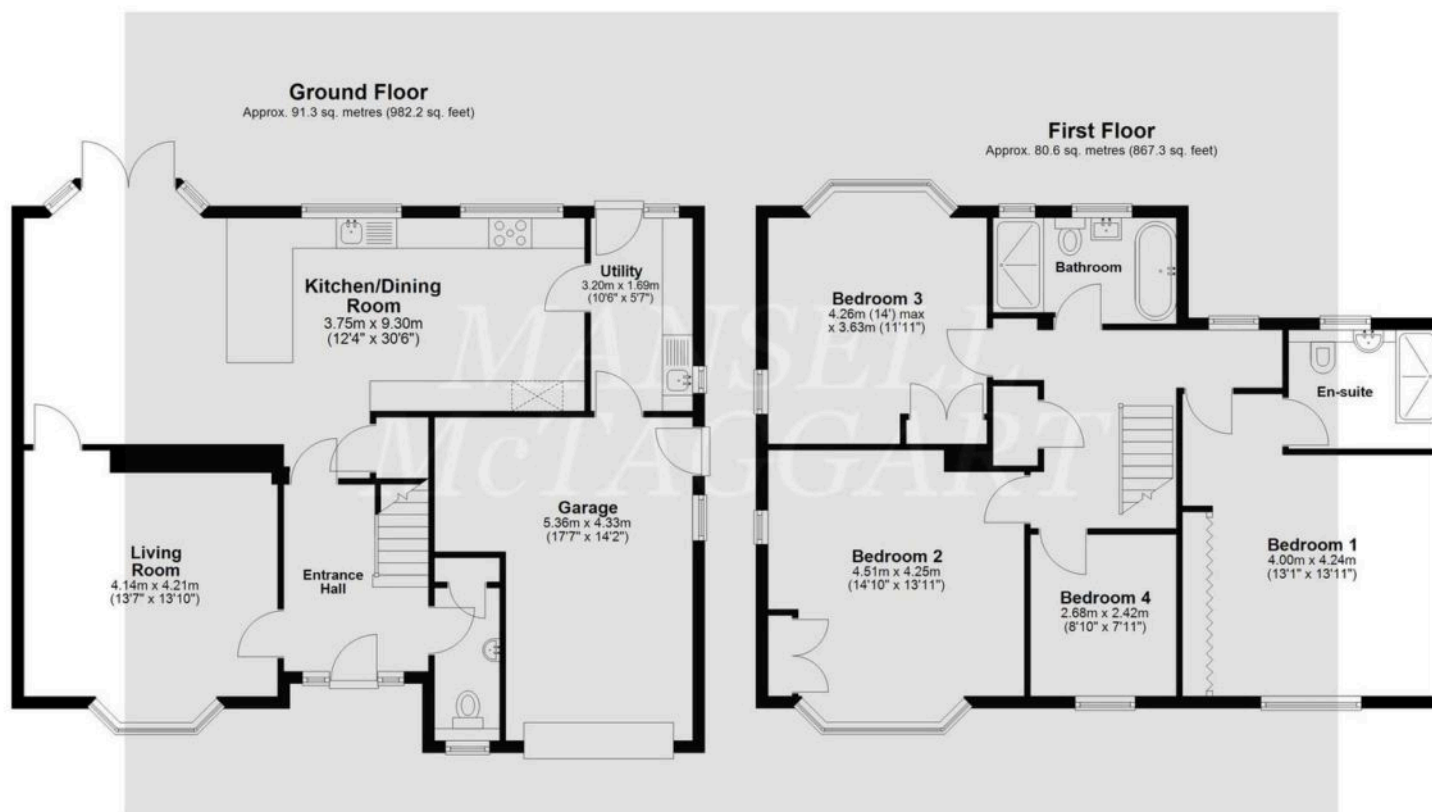 Ground Floor
Approx. 91.3 sq. metres (982.2 sq. feet)
Kitchen/Dining
Room
3.75m x 9.30m
(12'4" x 30'6")
Utility
3.20m x 1.69m
(10'6" x 5'7")
Living
Room
4.14m x 4.21m
(13'7" x 13'10")
Entrance
Hall
Garage
5.36m x 4.33m
(17'7" x 14'2")
First Floor
Approx. 80.6 sq. metres (867.3 sq. feet)
Bedroom 3
4.26m (14') max
x 3.63m (11'11")
Bathroom
En-suite
Bedroom 2
4.51m x 4.25m
(14'10" x 13'11")
Bedroom 4
2.68m x 2.42m
(8'10" x 7'11")
Bedroom 1
4.00m x 4.24m
(13'1" x 13'11")
MANSELL
McTAGGART